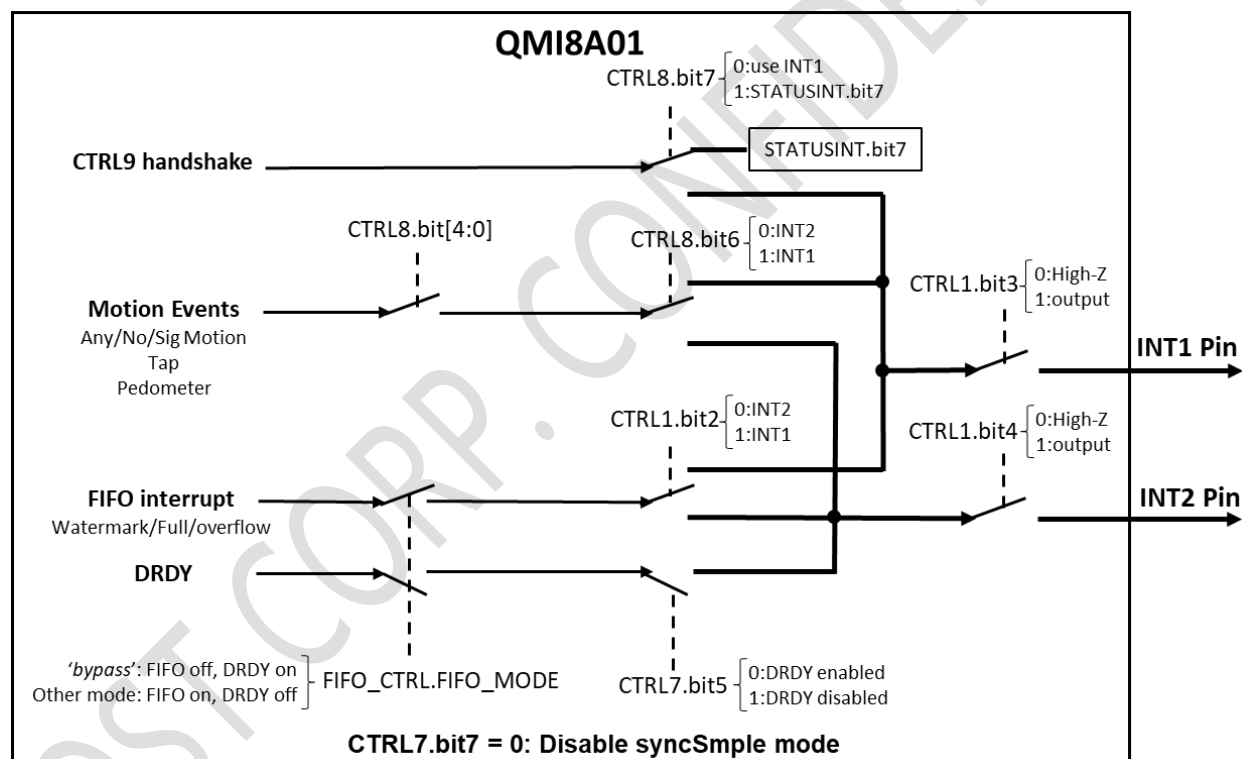 QMI8A01
CTRL8.bit7
0:use INT1
1:STATUSINT.bit7
CTRL9 handshake
STATUSINT.bit7
CTRL8.bit[4:0]
CTRL8.bit6
0:INT2
1:INT1
Motion Events
Any/No/Sig Motion
Tap
Pedometer
CTRL1.bit3
0:High-Z
1:output
INT1 Pin
CTRL1.bit2
0:INT2
1:INT1
CTRL1.bit4
0:High-Z
1:output
FIFO interrupt
Watermark/Full/overflow
INT2 Pin
DRDY
'bypass': FIFO off, DRDY on
Other mode: FIFO on, DRDY off
FIFO_CTRL.FIFO_MODE
CTRL7.bit5
0:DRDY enabled
1:DRDY disabled
CTRL7.bit7 = 0: Disable syncSmple mode
OST CORP. CONFIDE